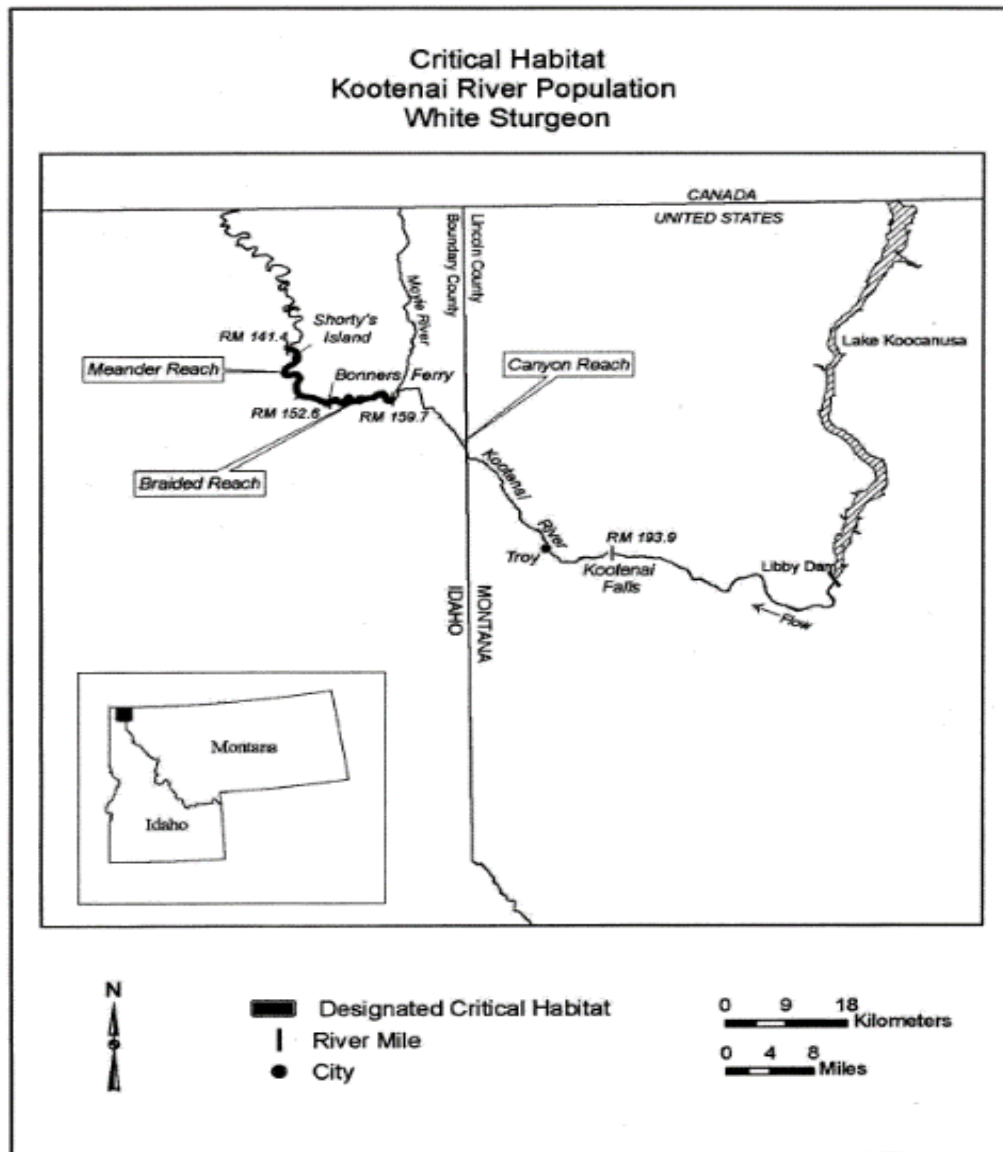 Critical Habitat
Kootenai River Population
White Sturgeon
CANADA
UNITED STATES
Lincoln County
Boundary County
Moyie River
Shorty's
Island
RM 141.4
Meander Reach
Bonners Ferry
Canyon Reach
Lake Koocanusa
RM 152.6
RM 159.7
Braided Reach
Kootenai
River
RM 193.9
Troy
Kootenai
Falls
Libby Dam
Flow
MONTANA
IDAHO
Montana
Idaho
N
Designated Critical Habitat
River Mile
City
0 9 18
Kilometers
0 4 8
Miles